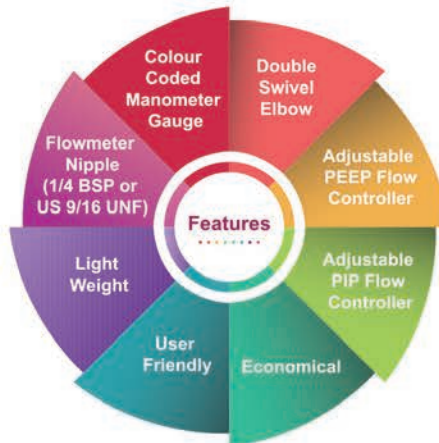 Colour
Coded
Manometer
Gauge
Double
Swivel
Elbow
Adjustable
PEEP Flow
Controller
Adjustable
PIP Flow
Controller
Economical
User
Friendly
Light
Weight
Flowmeter
Nipple
(1/4 BSP or
US 9/16 UNF)
Features